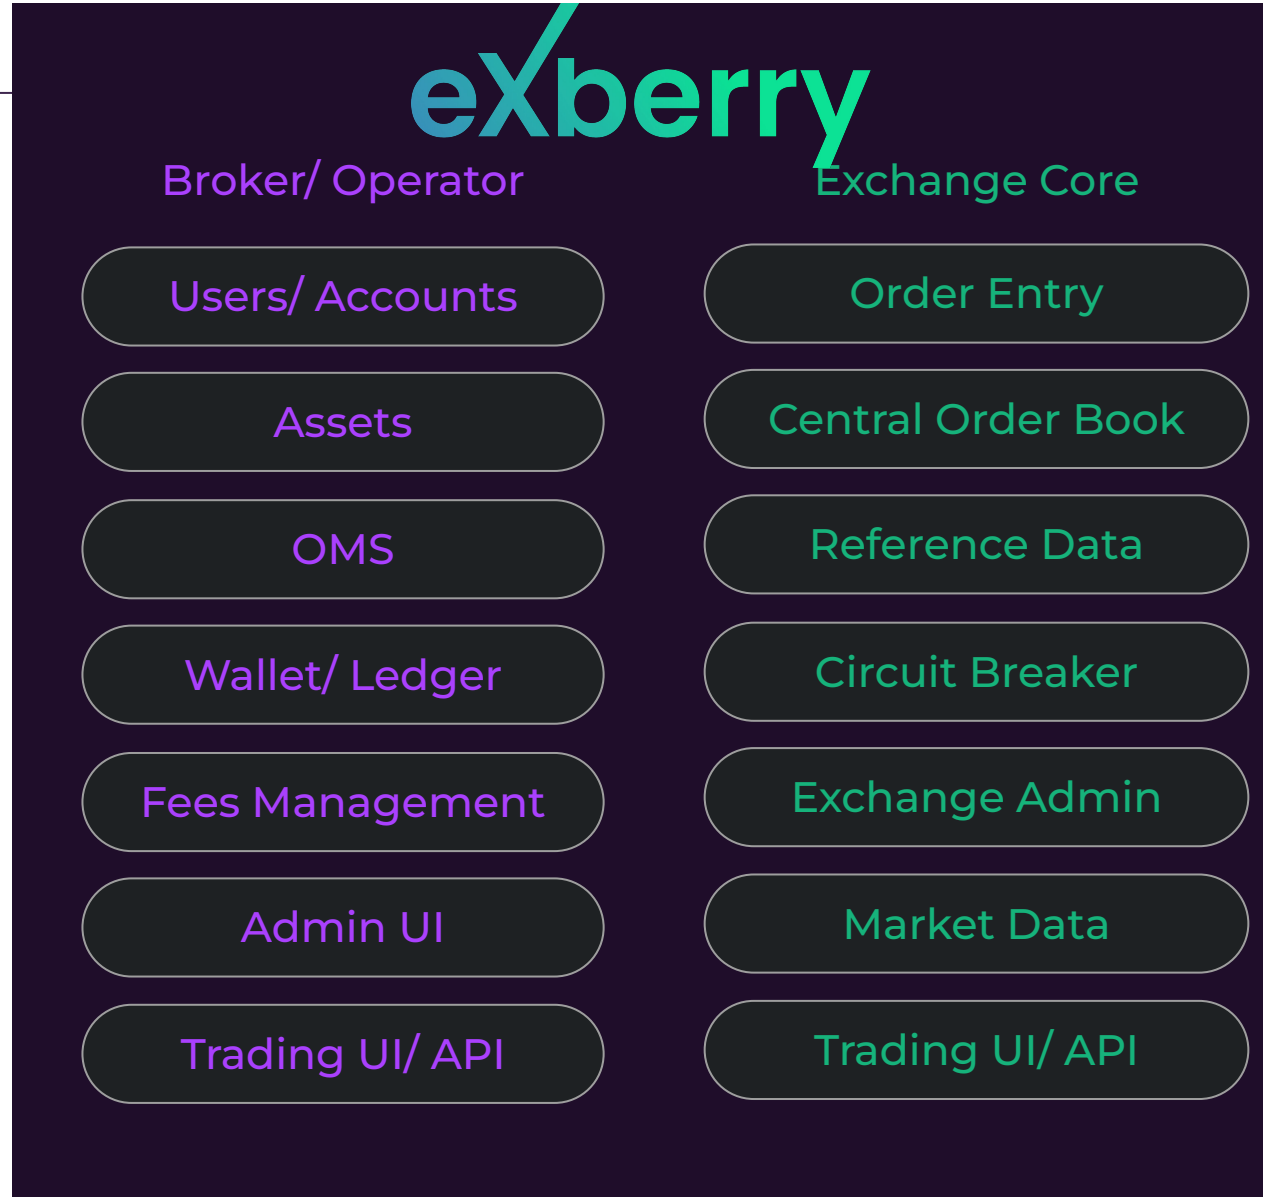 eXberry
Broker/ Operator
Users/ Accounts
Assets
OMS
Wallet/ Ledger
Fees Management
Admin UI
Trading UI/ API
Exchange Core
Order Entry
Central Order Book
Reference Data
Circuit Breaker
Exchange Admin
Market Data
Trading UI/ API